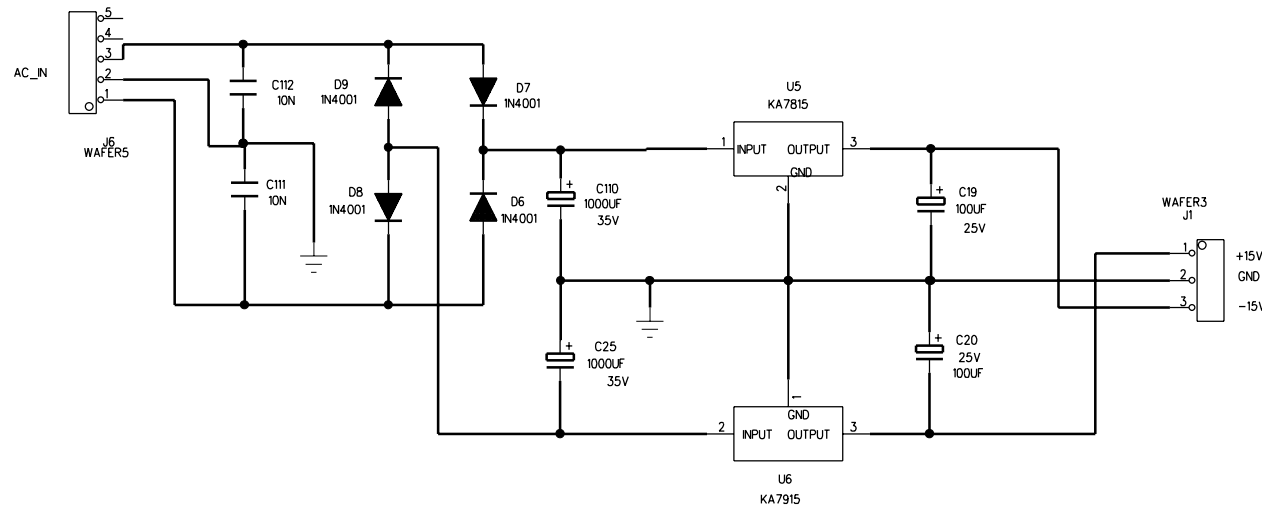 5
4
3
2
1
AC_IN
J6
WAFER5
C112
10N
C111
10N
D9
1N4001
D8
1N4001
D7
1N4001
D6
1N4001
+
C110
1000UF
35V
+
C25
1000UF
35V
U5
KA7815
1
INPUT
OUTPUT
3
GND
2
+
C19
100UF
25V
+
C20
25V
100UF
1
GND
2
INPUT
OUTPUT
3
U6
KA7915
WAFER3
J1
1
+15V
2
GND
3
-15V